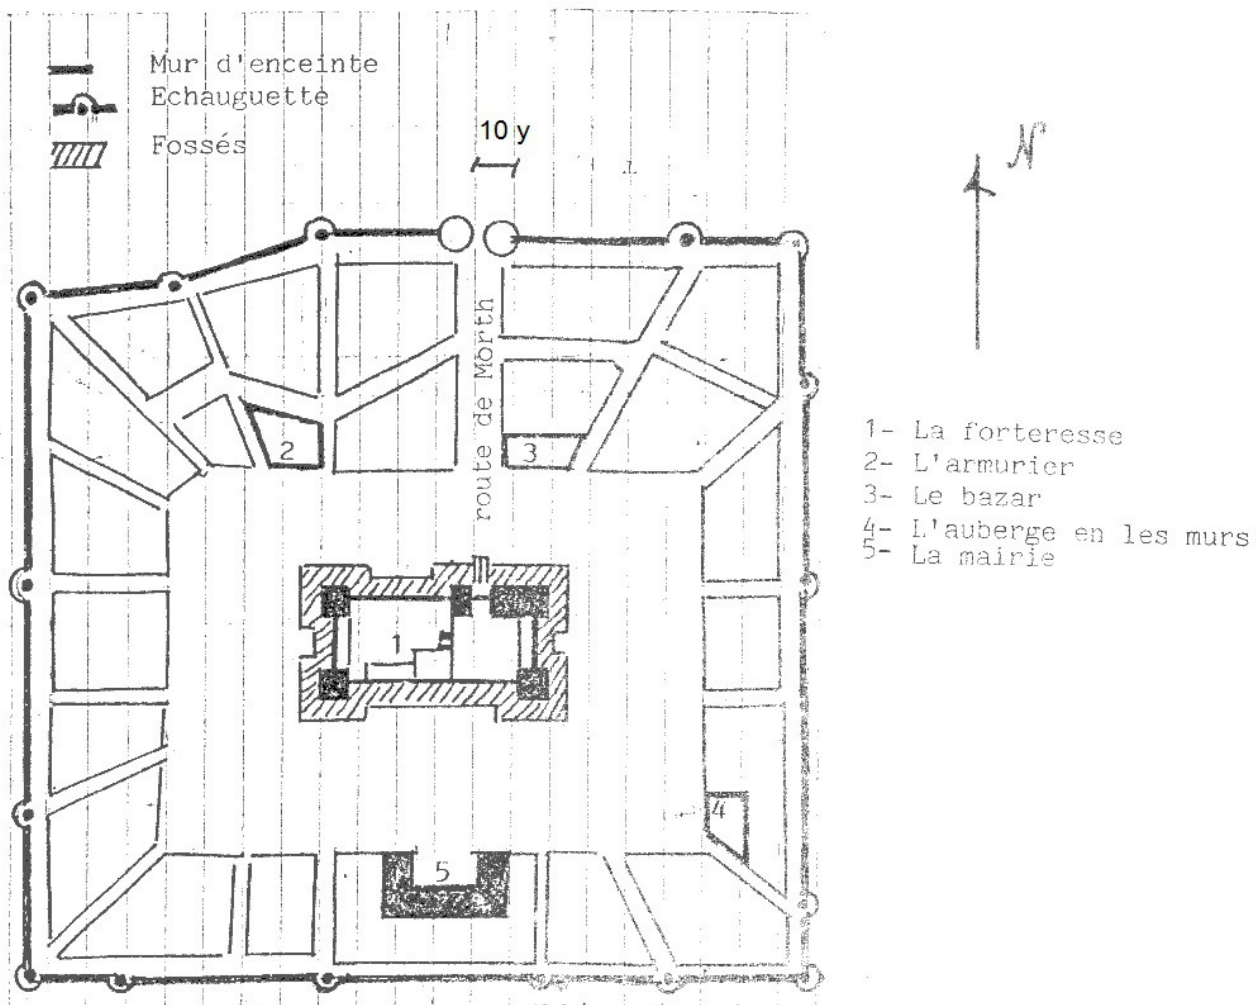 Mur d'enceinte
Echauguette
Fossés
10 y
N
route de Morth
2
3
1
4
5
1- La forteresse
2- L'armurier
3- Le bazar
4- L'auberge en les murs
5- La mairie